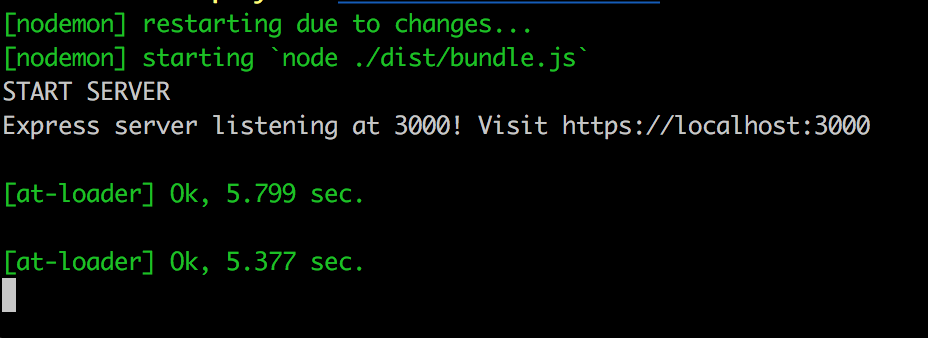 [nodemon] restarting due to changes...
[nodemon] starting `node ./dist/bundle.js`
START SERVER
Express server listening at 3000! Visit https://localhost:3000
[at-loader] Ok, 5.799 sec.
[at-loader] Ok, 5.377 sec.